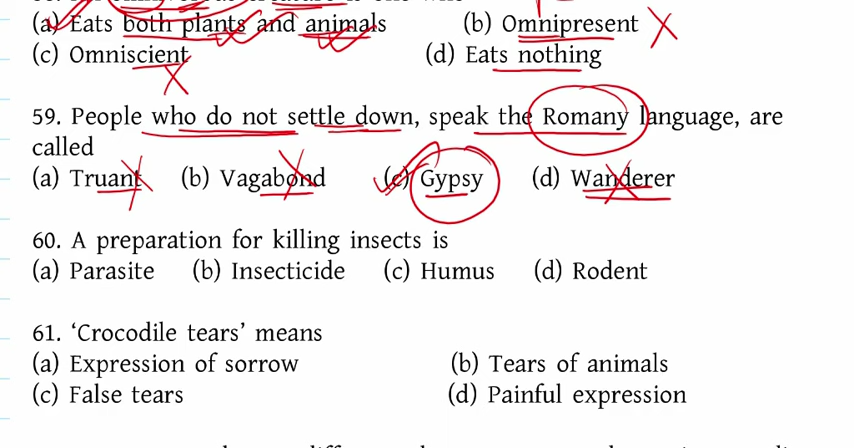 (a) Eats both plants and animals (b) Omnipresent
(c) Omniscient (d) Eats nothing
59. People who do not settle down, speak the Romany language, are
called
(a) Truant (b) Vagabond (c) Gypsy (d) Wanderer
60. A preparation for killing insects is
(a) Parasite (b) Insecticide (c) Humus (d) Rodent
61. ‘Crocodile tears’ means
(a) Expression of sorrow (b) Tears of animals
(c) False tears (d) Painful expression